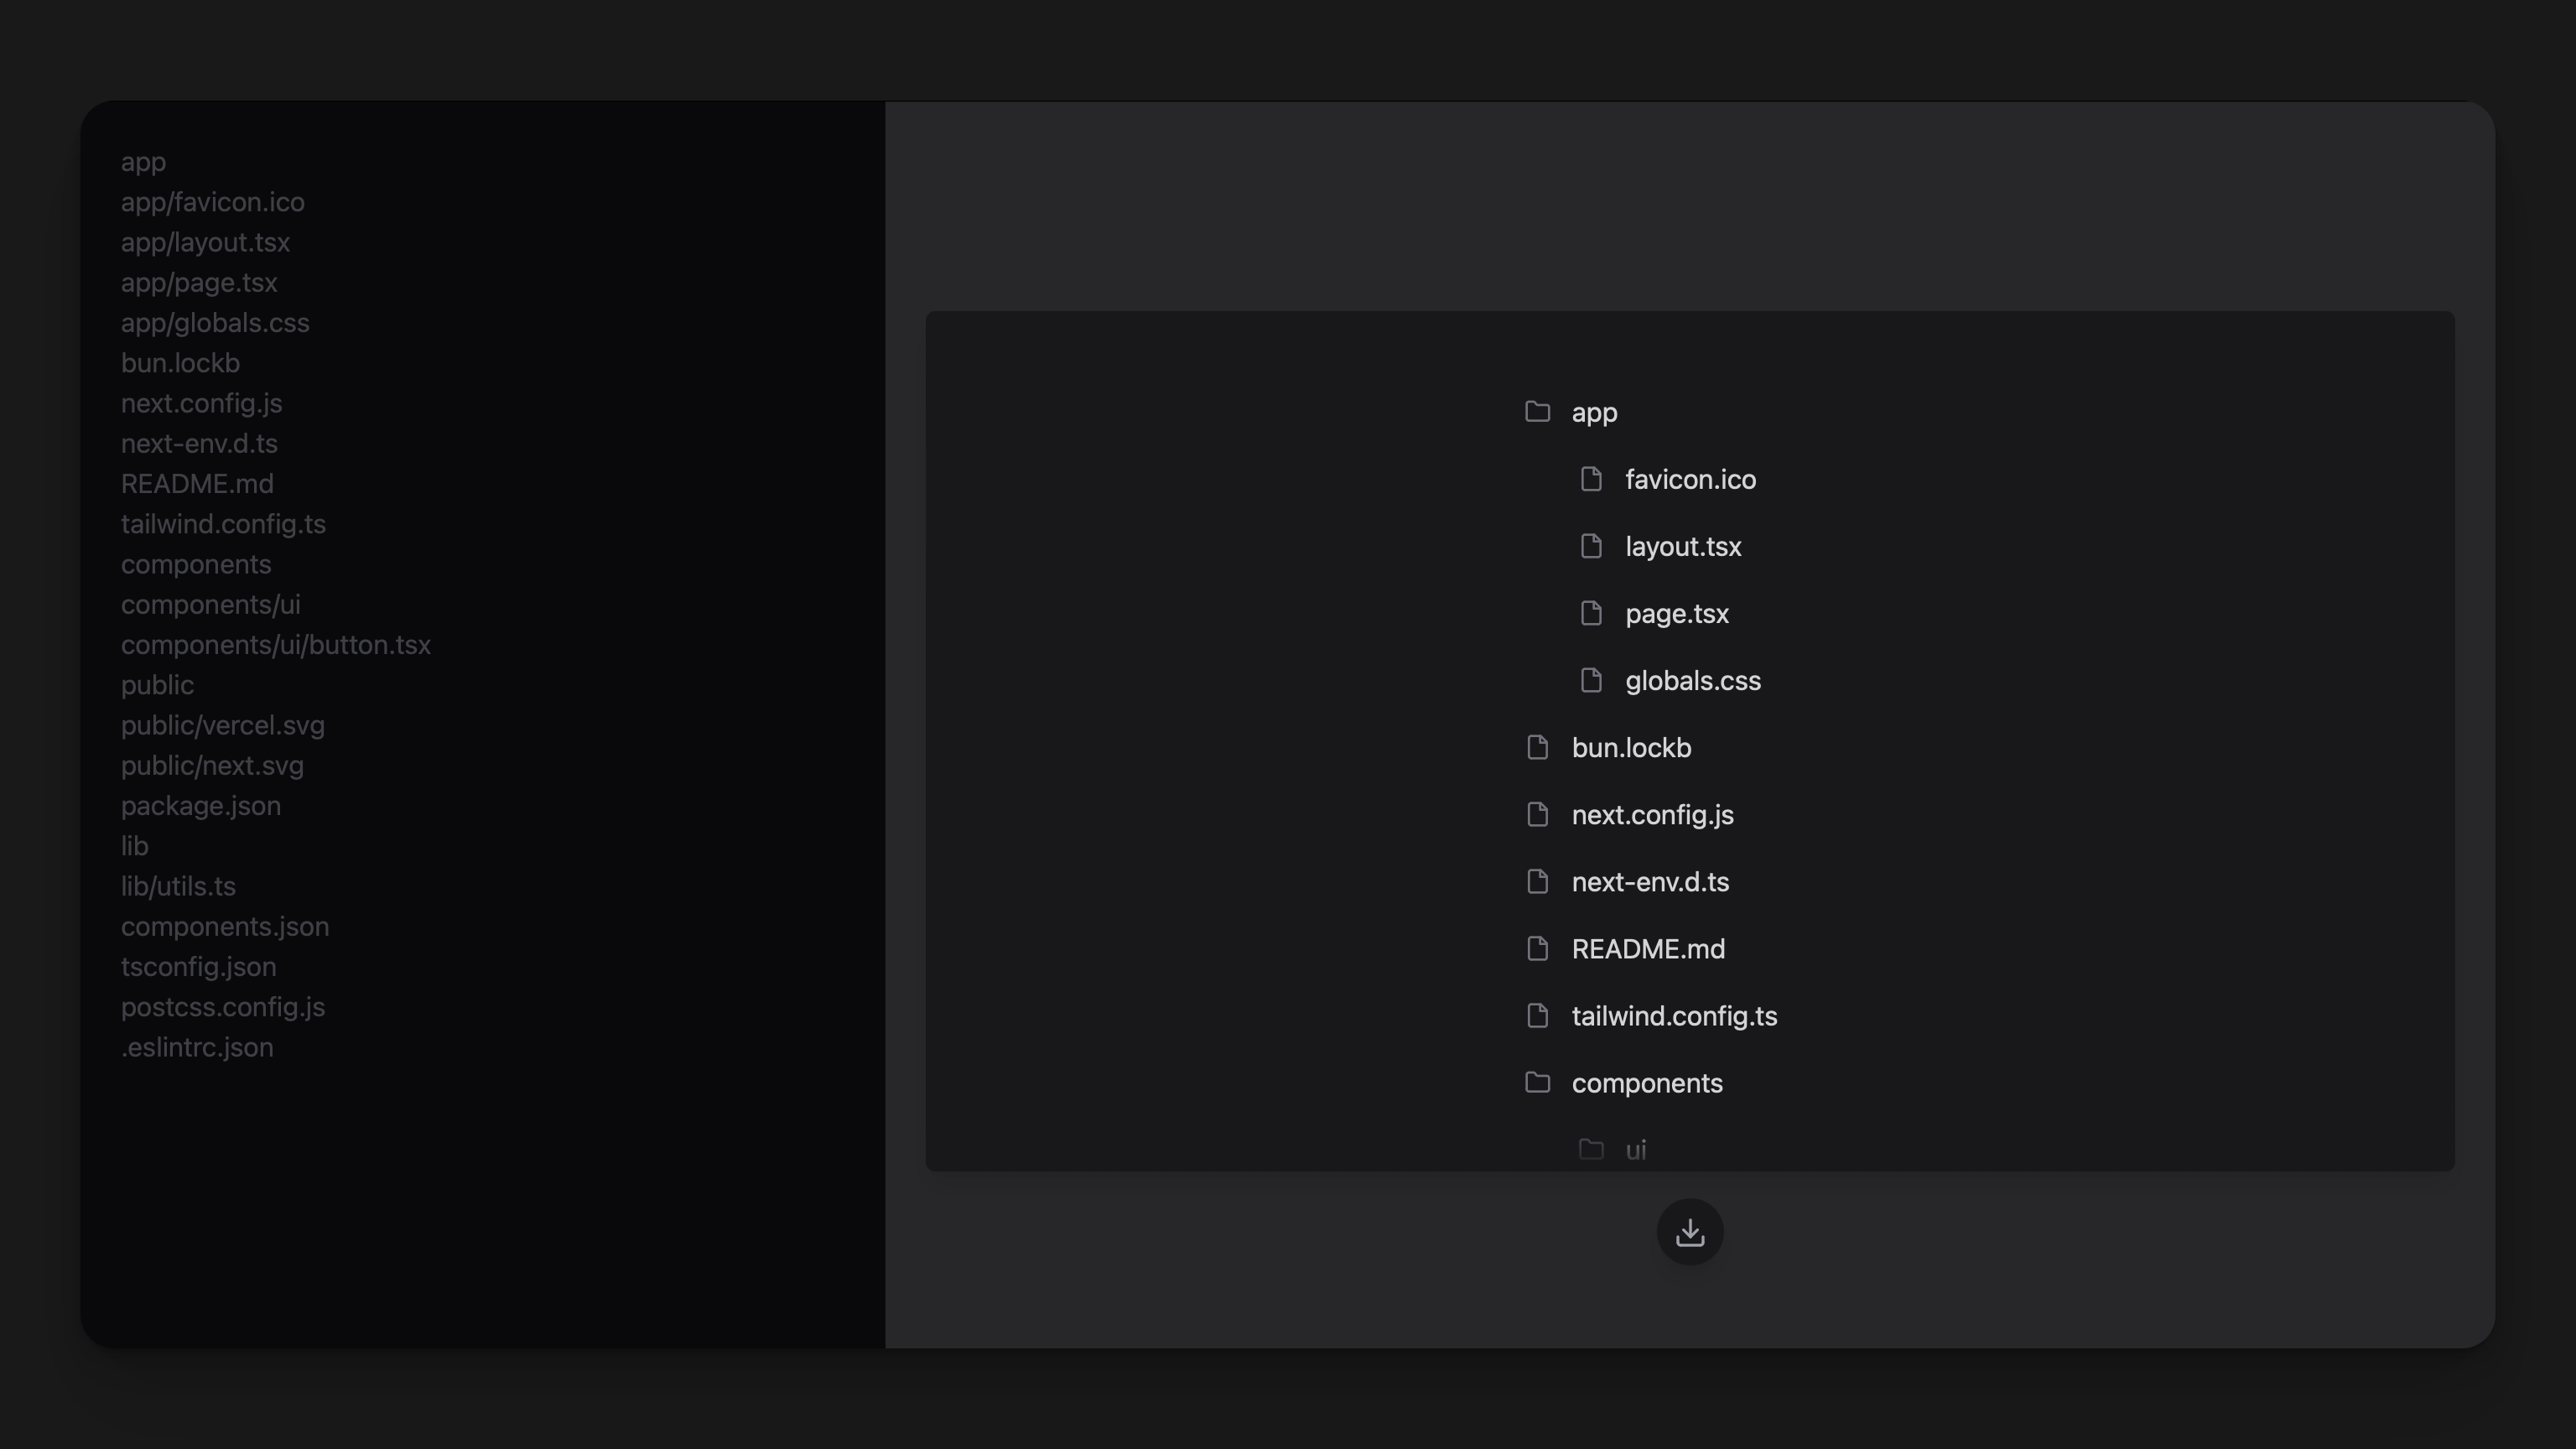 app
app/favicon.ico
app/layout.tsx
app/page.tsx
app/globals.css
bun.lockb
next.config.js
next-env.d.ts
README.md
tailwind.config.ts
components
components/ui
components/ui/button.tsx
public
public/vercel.svg
public/next.svg
package.json
lib
lib/utils.ts
components.json
tsconfig.json
postcss.config.js
.eslintrc.json
app
favicon.ico
layout.tsx
page.tsx
globals.css
bun.lockb
next.config.js
next-env.d.ts
README.md
tailwind.config.ts
components
ui